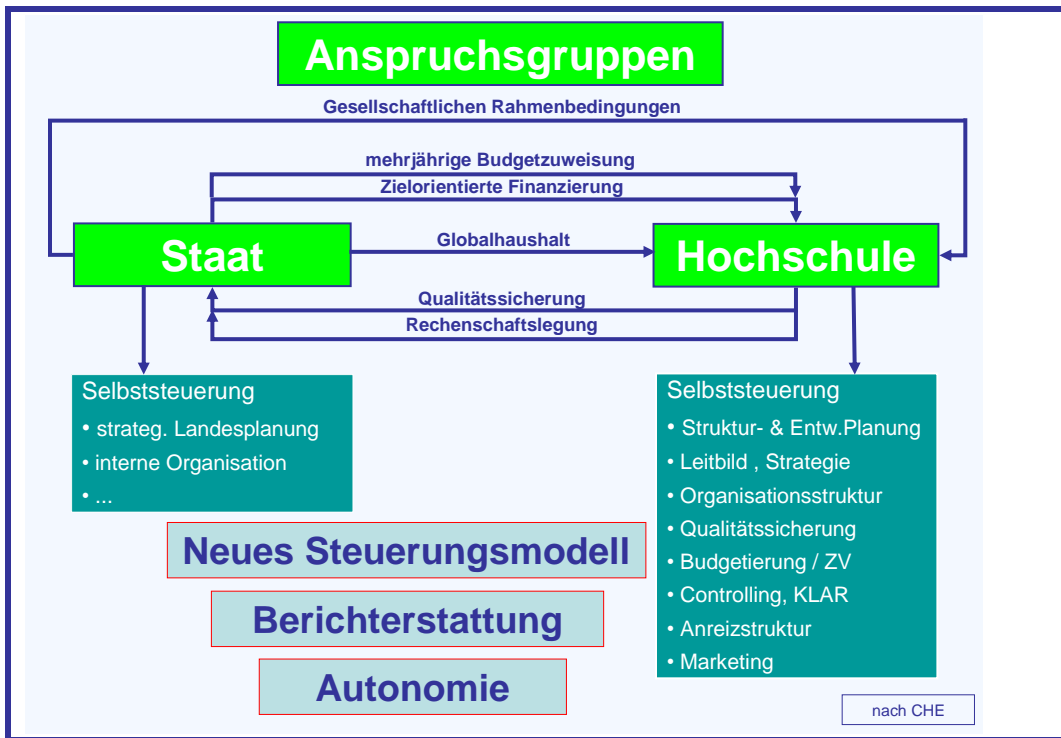 Anspruchsgruppen
Gesellschaftlichen Rahmenbedingungen
mehrjährige Budgetzuweisung
Zielorientierte Finanzierung
Staat
Globalhaushalt
Hochschule
Qualitätssicherung
Rechenschaftslegung
Selbststeuerung
• strateg. Landesplanung
• interne Organisation
• ...
Selbststeuerung
• Struktur- & Entw.Planung
• Leitbild , Strategie
• Organisationsstruktur
• Qualitätssicherung
• Budgetierung / ZV
• Controlling, KLAR
• Anreizstruktur
• Marketing
Neues Steuerungsmodell
Berichterstattung
Autonomie
nach CHE